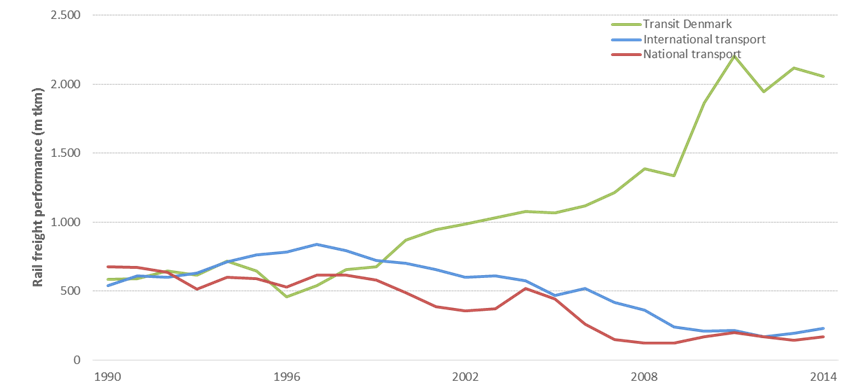 2.500
2.000
1.500
1.000
500
0
Rail freight performance (m tkm)
Transit Denmark
International transport
National transport
1990 1996 2002 2008 2014